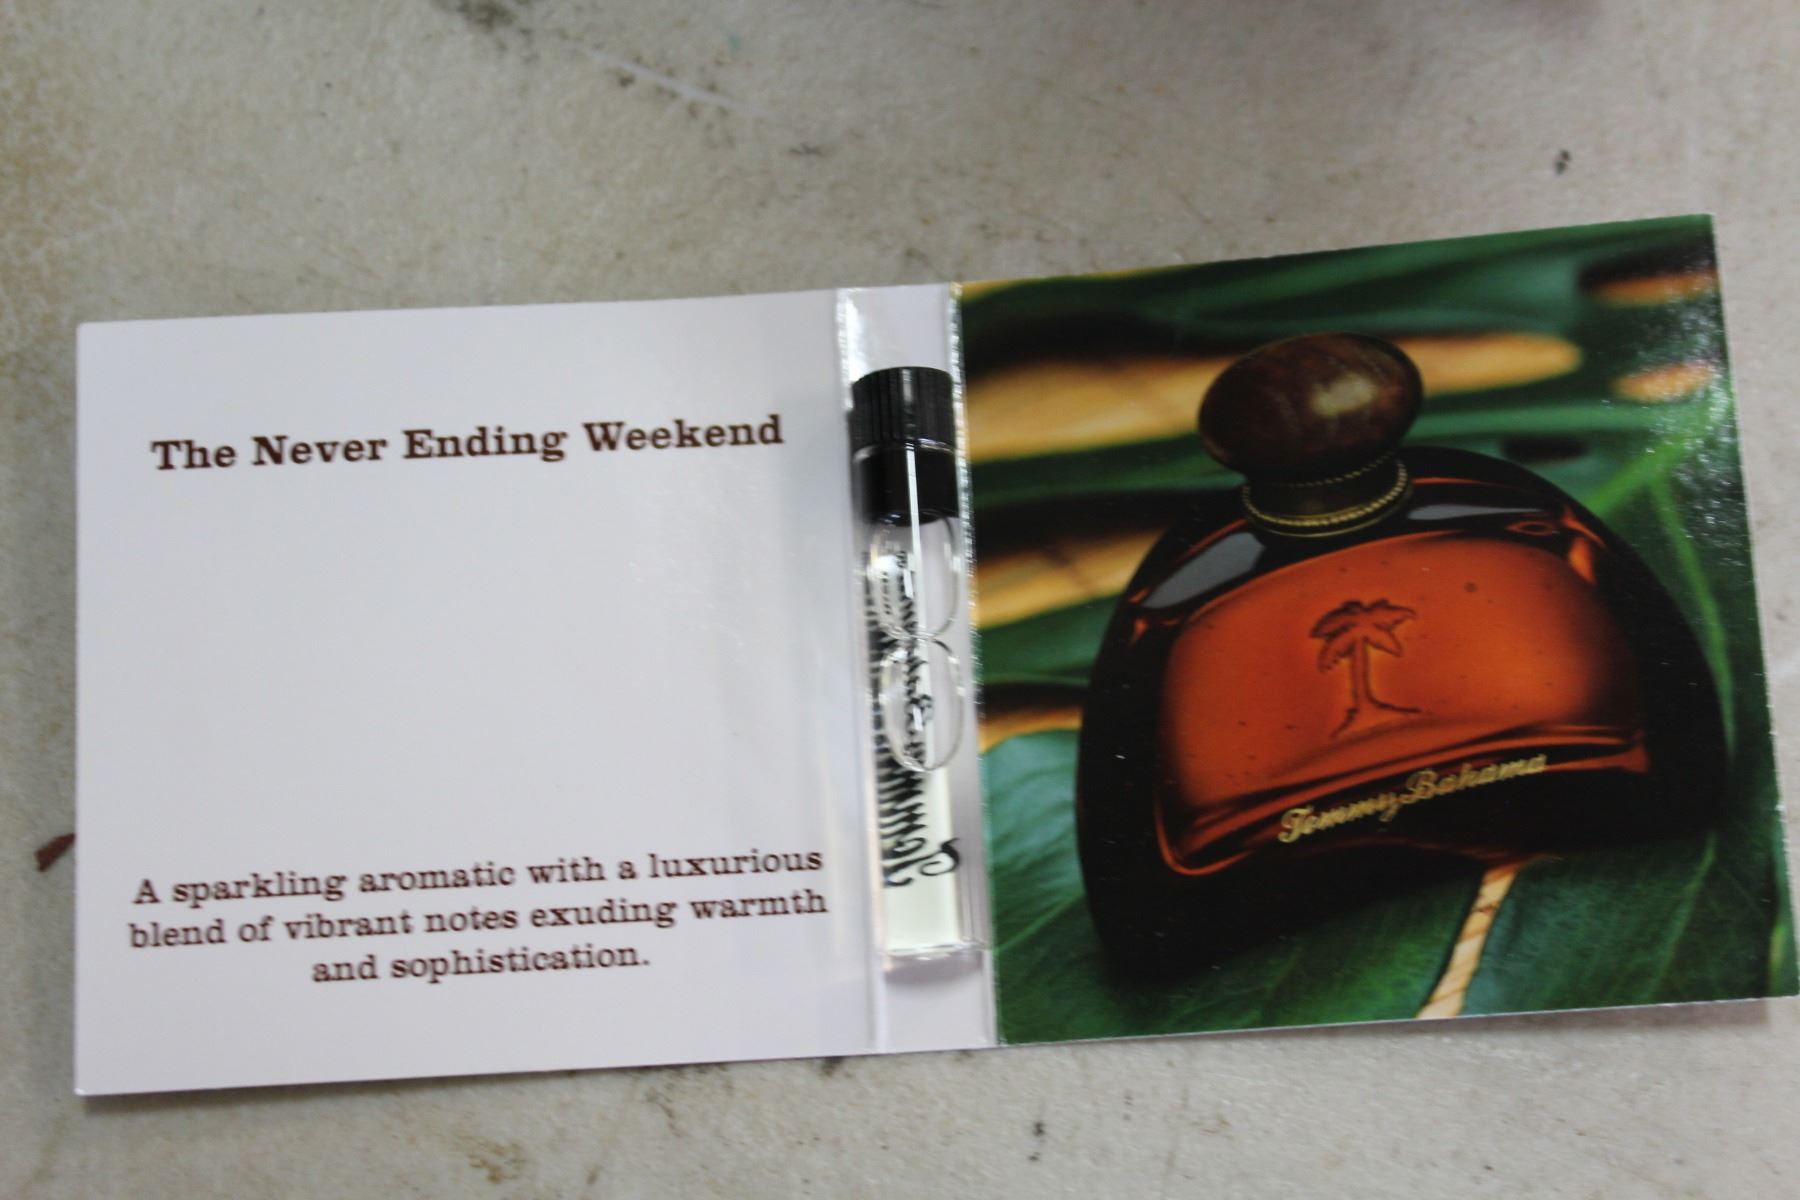 The Never Ending Weekend
A sparkling aromatic with a luxurious
blend of vibrant notes exuding warmth
and sophistication.
Tommy Bahama